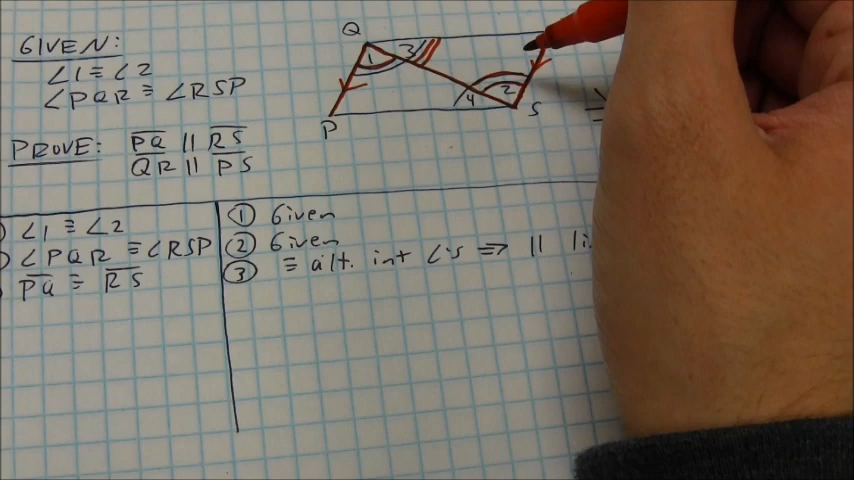 GIVEN:
∠1 ≅ ∠2
∠PQR ≅ ∠RSP
PROVE: PQ || RS
QR || PS
Q
1
3
4
2
P
S
∠1 ≅ ∠2
∠PQR ≅ ∠RSP
PQ ≅ RS
① Given
② Given
③ ≅ alt. int ∠'s ⇒ || li